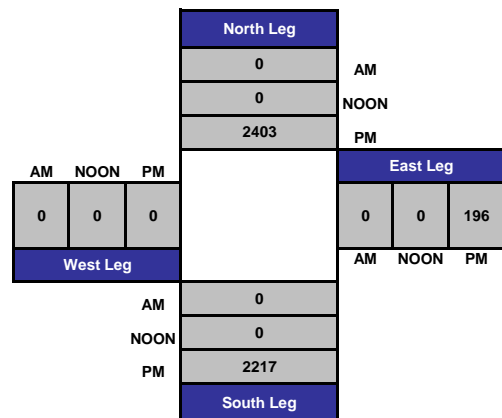 North Leg
0
AM
0
NOON
2403
PM
AM NOON PM
East Leg
0 0 0
0 0 196
West Leg
AM NOON PM
AM
0
NOON
0
PM
2217
South Leg